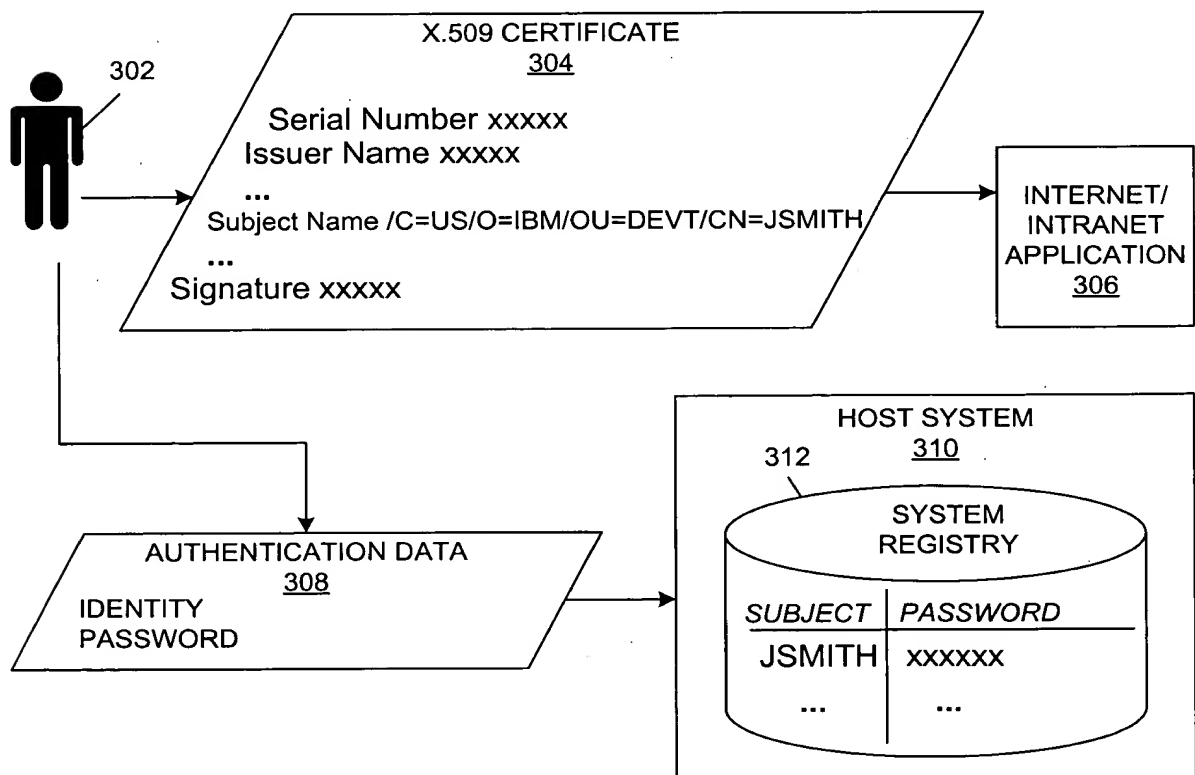 302
X.509 CERTIFICATE
304
Serial Number xxxxx
Issuer Name xxxxx
...
Subject Name /C=US/O=IBM/OU=DEVT/CN=JSMITH
...
Signature xxxxx
INTERNET/
INTRANET
APPLICATION
306
AUTHENTICATION DATA
308
IDENTITY
PASSWORD
HOST SYSTEM
310
312
SYSTEM
REGISTRY
SUBJECT PASSWORD
JSMITH xxxxxx
... ...